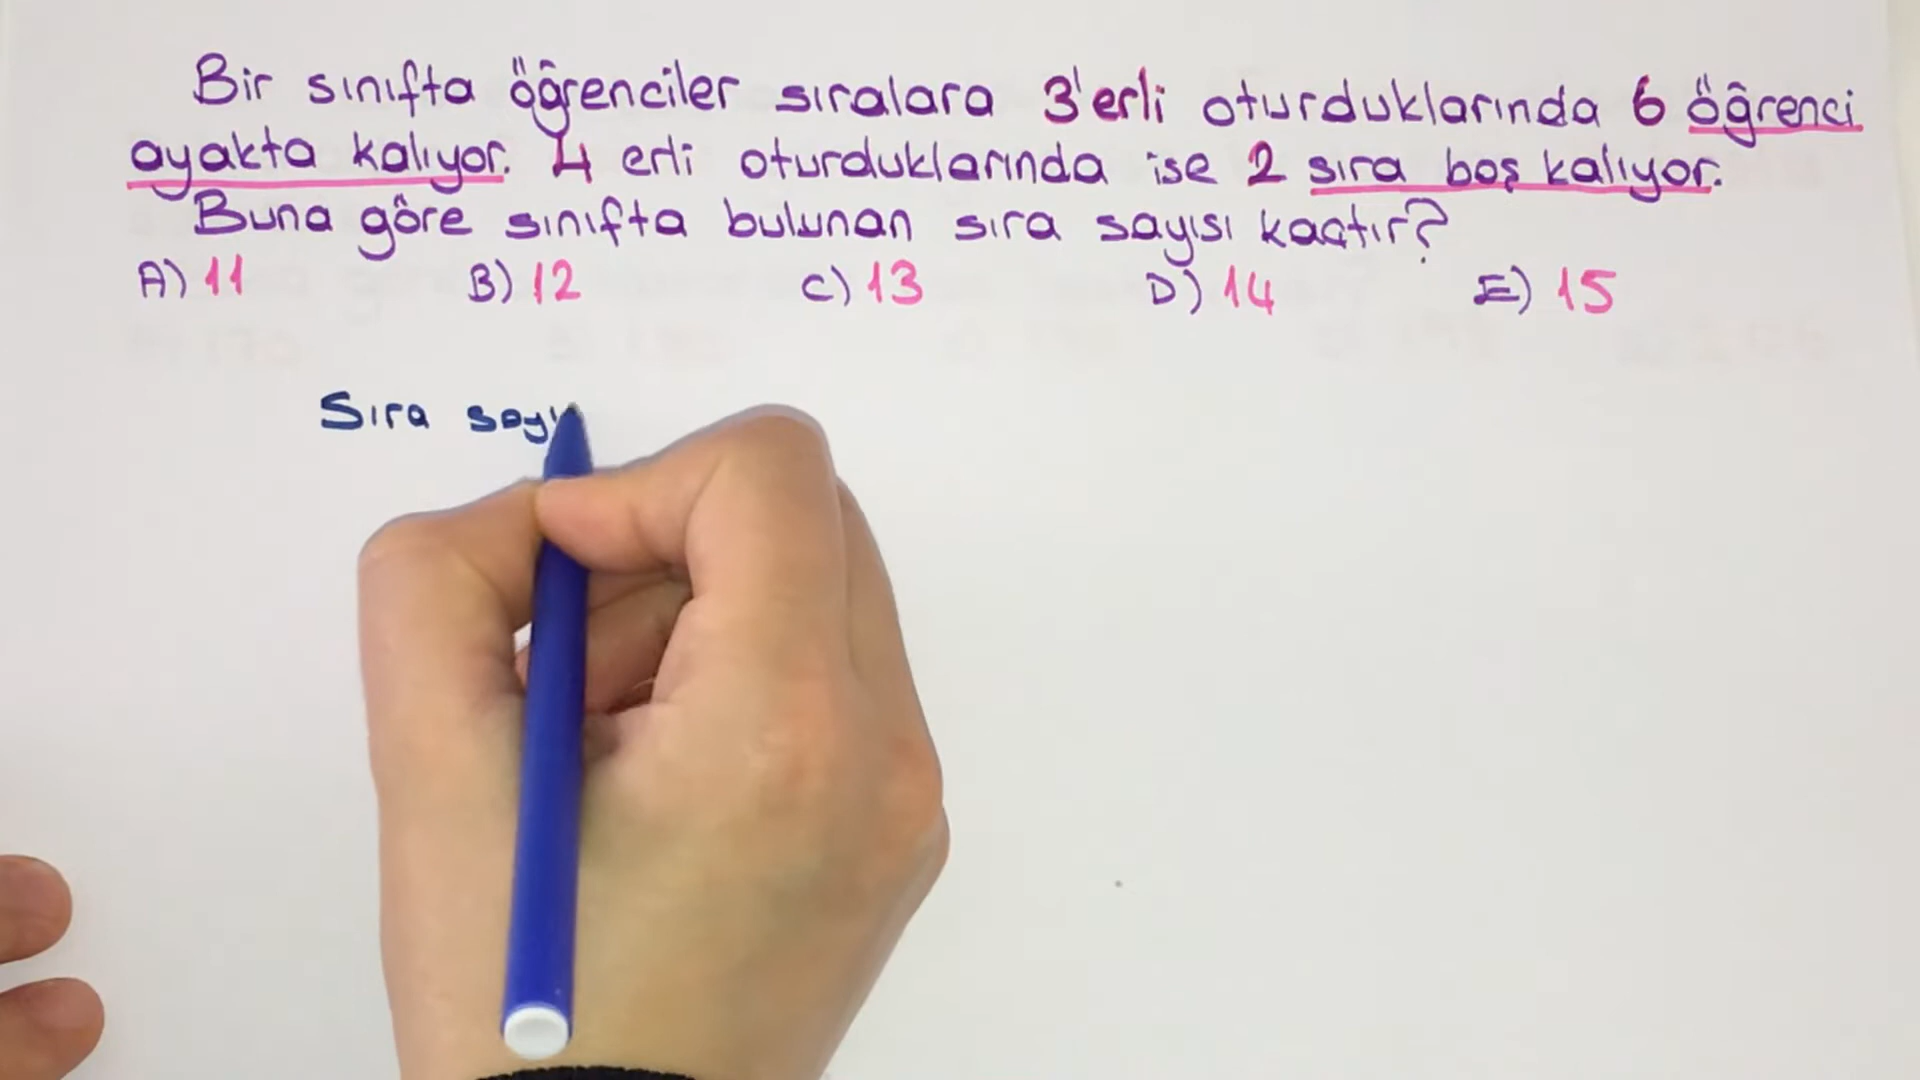 Bir sınıfta öğrenciler sıralara 3'erli oturduklarında 6 öğrenci
ayakta kalıyor. 4 erli oturduklarında ise 2 sıra boş kalıyor.
Buna göre sınıfta bulunan sıra sayısı kaçtır?
A) 11 B) 12 C) 13 D) 14 E) 15
Sıra sayı